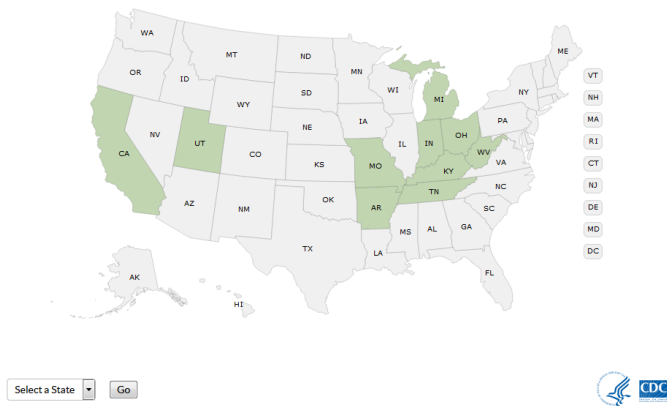 WA
ME
MT
ND
OR
MN
VT
ID
WI
SD
NY
NH
MI
WY
MA
PA
IA
NE
NV
OH
RI
UT
IL
IN
CA
CO
WV
CT
VA
KS
MO
KY
NJ
NC
TN
OK
AZ
DE
AR
NM
SC
MS
AL
GA
MD
TX
LA
DC
FL
AK
HI
Select a State
Go
CDC